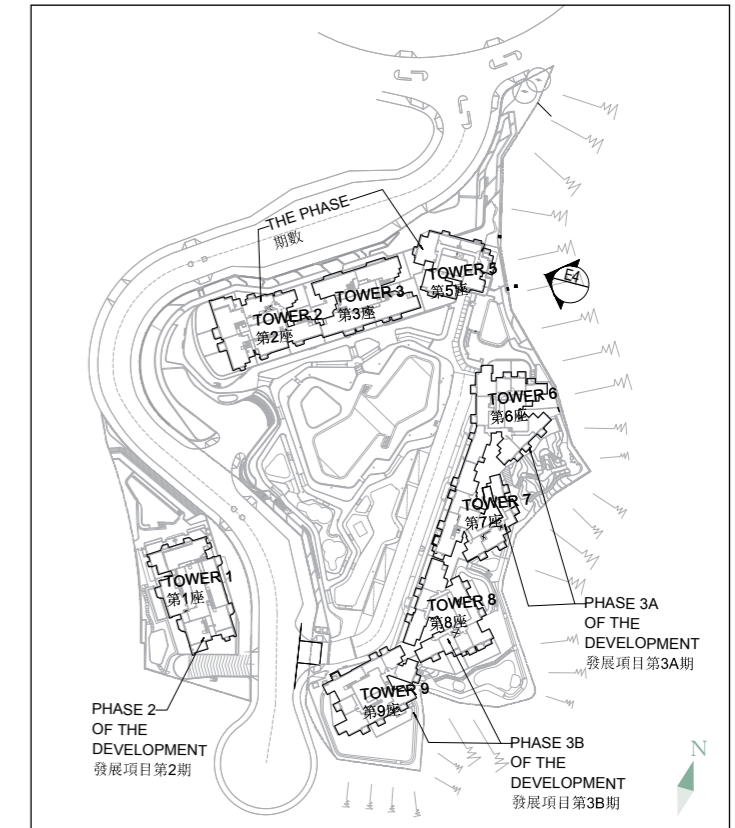 THE PHASE
期數
TOWER 5
第5座
E4
TOWER 3
第3座
TOWER 2
第2座
TOWER 6
第6座
TOWER 7
第7座
TOWER 1
第1座
TOWER 8
第8座
PHASE 3A
OF THE
DEVELOPMENT
發展項目第3A期
TOWER 9
第9座
PHASE 2
OF THE
DEVELOPMENT
發展項目第2期
PHASE 3B
OF THE
DEVELOPMENT
發展項目第3B期
N